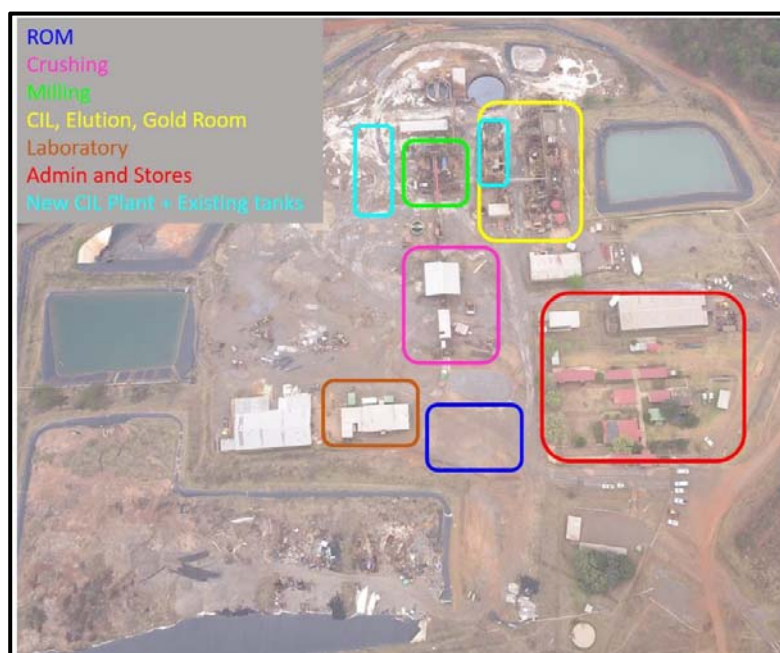 ROM
Crushing
Milling
CIL, Elution, Gold Room
Laboratory
Admin and Stores
New CIL Plant + Existing tanks